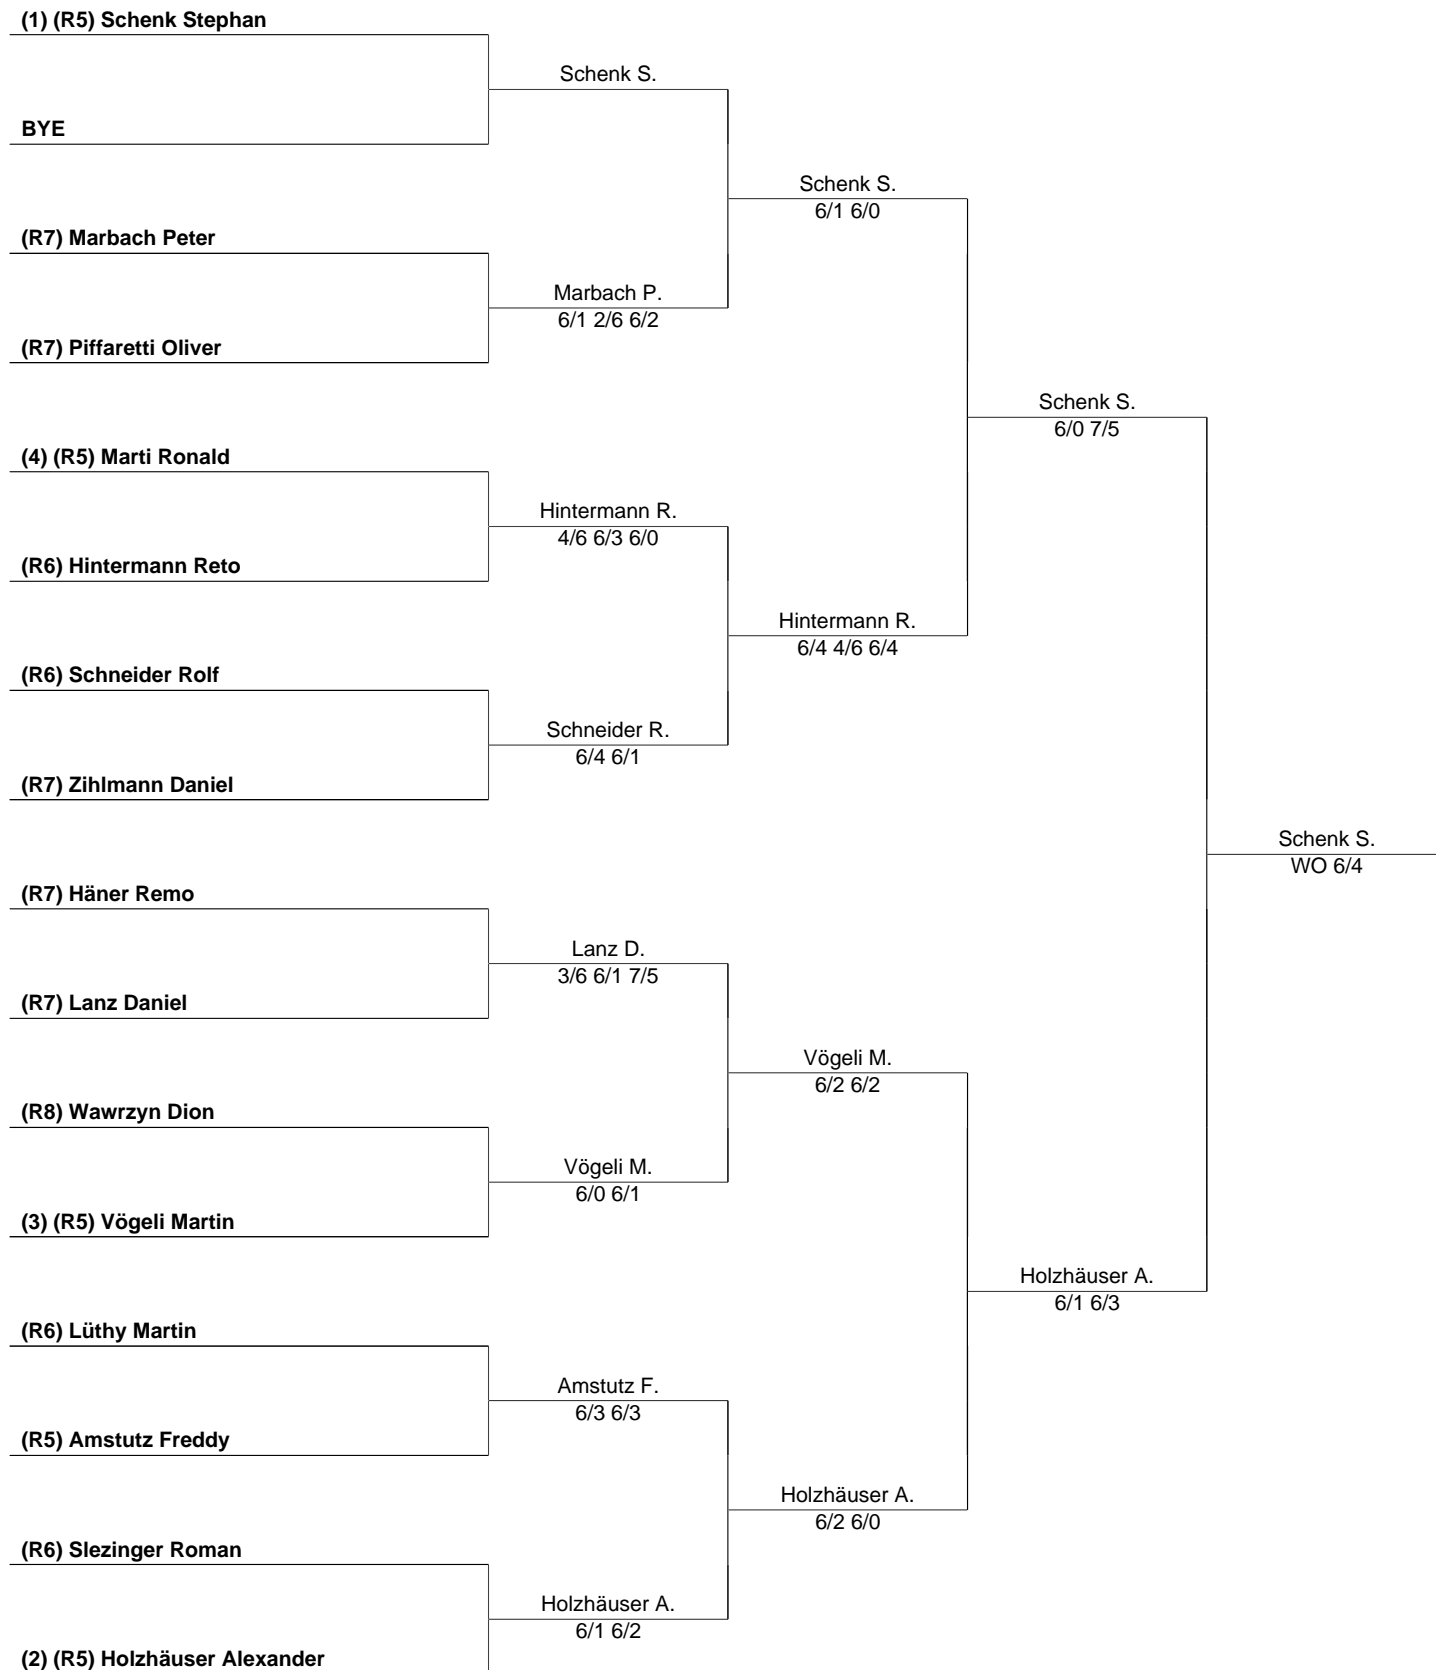 (1) (R5) Schenk Stephan
Schenk S.
BYE
Schenk S.
6/1 6/0
(R7) Marbach Peter
Marbach P.
6/1 2/6 6/2
(R7) Piffaretti Oliver
Schenk S.
6/0 7/5
(4) (R5) Marti Ronald
Hintermann R.
4/6 6/3 6/0
(R6) Hintermann Reto
Hintermann R.
6/4 4/6 6/4
(R6) Schneider Rolf
Schneider R.
6/4 6/1
(R7) Zihlmann Daniel
Schenk S.
WO 6/4
(R7) Häner Remo
Lanz D.
3/6 6/1 7/5
(R7) Lanz Daniel
Vögeli M.
6/2 6/2
(R8) Wawrzyn Dion
Vögeli M.
6/0 6/1
(3) (R5) Vögeli Martin
Holzhäuser A.
6/1 6/3
(R6) Lüthy Martin
Amstutz F.
6/3 6/3
(R5) Amstutz Freddy
Holzhäuser A.
6/2 6/0
(R6) Slezinger Roman
Holzhäuser A.
6/1 6/2
(2) (R5) Holzhäuser Alexander